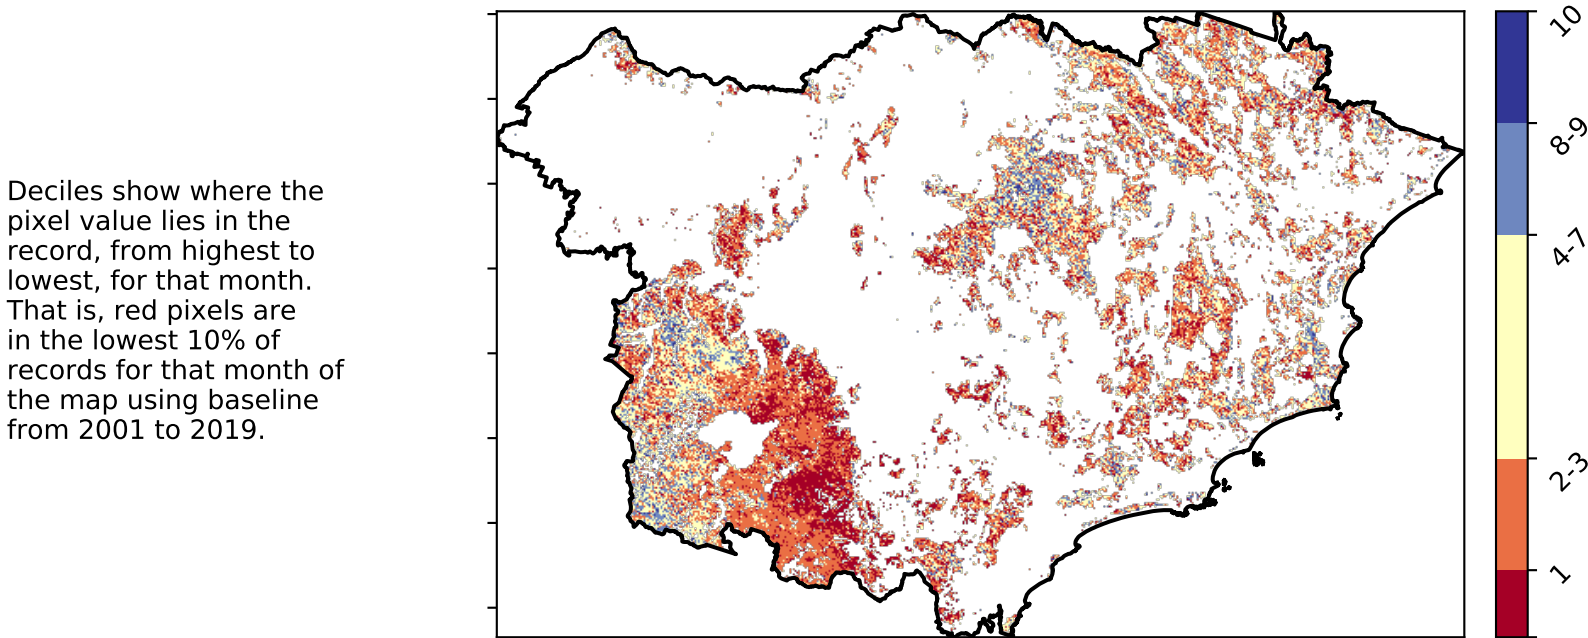 Deciles show where the
pixel value lies in the
record, from highest to
lowest, for that month.
That is, red pixels are
in the lowest 10% of
records for that month of
the map using baseline
from 2001 to 2019.
10
8-9
4-7
2-3
1